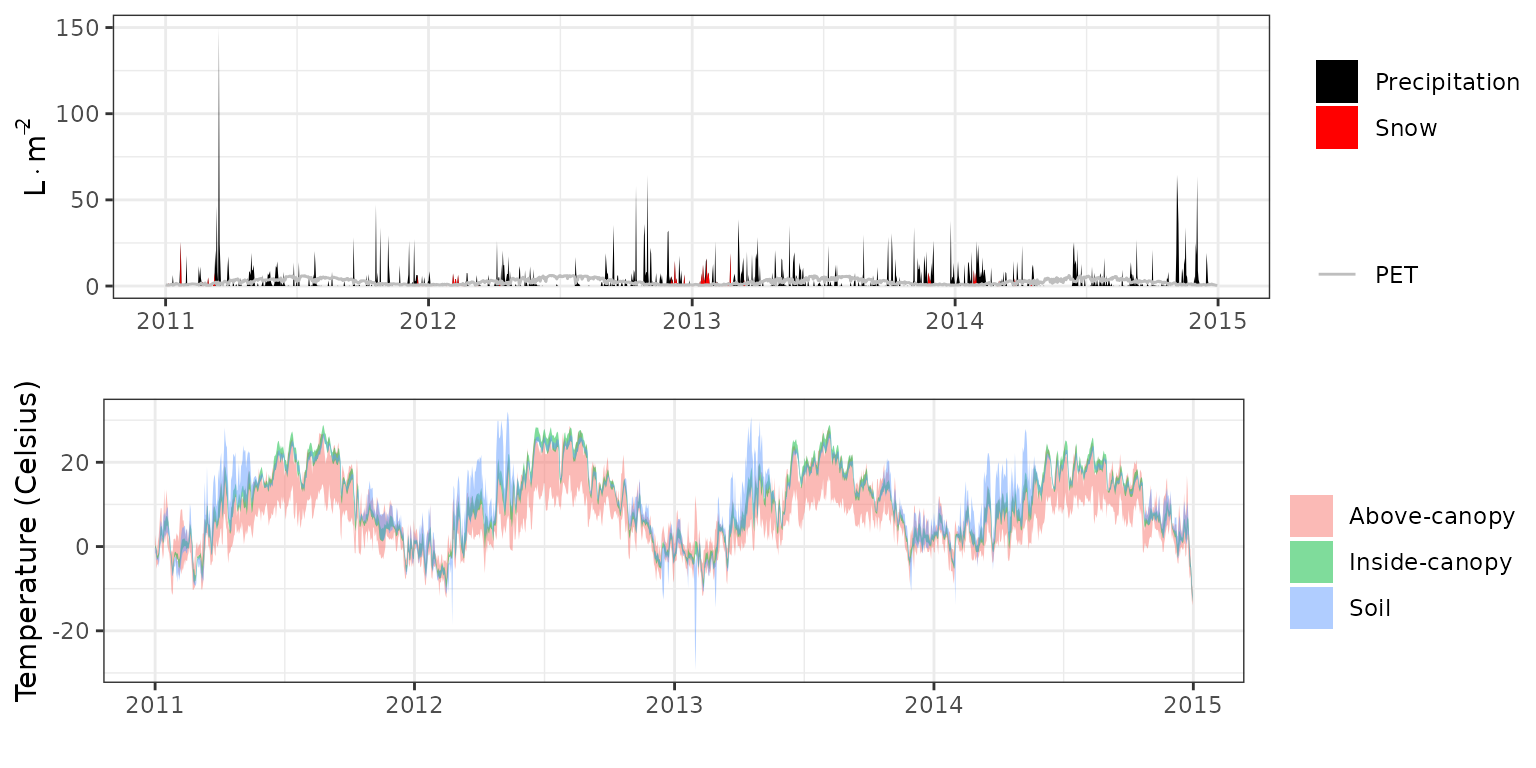 150
100
50
0
L · m⁻²
2011 2012 2013 2014 2015
Precipitation
Snow
PET
20
0
-20
Temperature (Celsius)
2011 2012 2013 2014 2015
Above-canopy
Inside-canopy
Soil